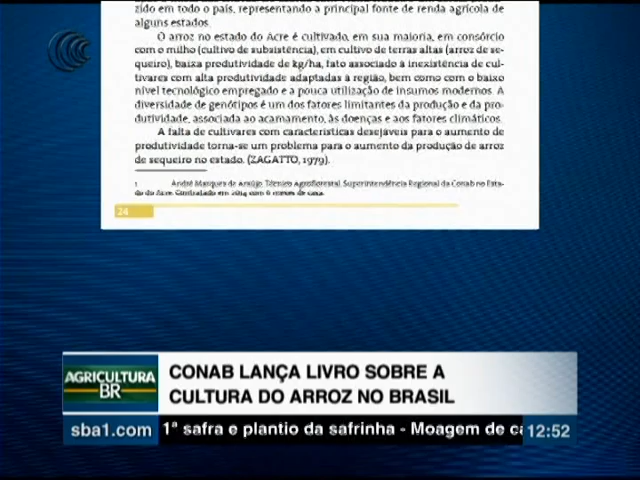 zido em todo o país, representando a principal fonte de renda agrícola de
alguns estados.
O arroz no estado do Acre é cultivado, em sua maioria, em consórcio
com o milho (cultivo de subsistência), em cultivo de terras altas (arroz de se-
queiro), baixa produtividade de kg/ha, fato associado à inexistência de cul-
tivares com alta produtividade adaptadas à região, bem como com o baixo
nível tecnológico empregado e a pouca utilização de insumos modernos. A
diversidade de genótipos é um dos fatores limitantes da produção e da pro-
dutividade, associada ao acamamento, às doenças e aos fatores climáticos.
A falta de cultivares com características desejáveis para o aumento de
produtividade torna-se um problema para o aumento da produção de arroz
de sequeiro no estado. (ZAGATTO, 1979).
1 André Marques de Araújo, Técnico Agroflorestal, Superintendência Regional da Conab no Esta-
do do Acre. Contratado em 2014 com 6 meses de casa.
24
AGRICULTURA
BR
CONAB LANÇA LIVRO SOBRE A
CULTURA DO ARROZ NO BRASIL
sba1.com 1ª safra e plantio da safrinha - Moagem de ca 12:52